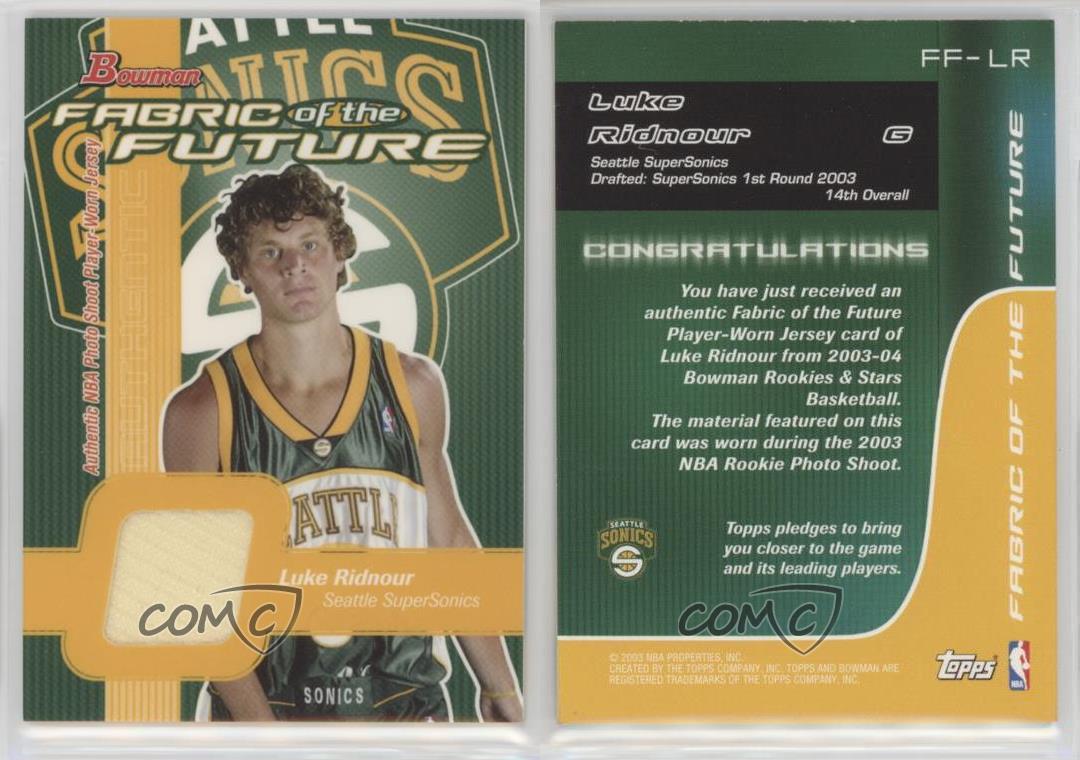 ATTLE
SONICS
Bowman
FABRIC of the
FUTURE
Authentic NBA Photo Shoot Player-Worn Jersey
AUTHENTIC
ATTL
Luke Ridnour
Seattle SuperSonics
COMC
SONICS
FF-LR
Luke
Ridnour G
Seattle SuperSonics
Drafted: SuperSonics 1st Round 2003
14th Overall
CONGRATULATIONS
You have just received an
authentic Fabric of the Future
Player-Worn Jersey card of
Luke Ridnour from 2003-04
Bowman Rookies & Stars
Basketball.
The material featured on this
card was worn during the 2003
NBA Rookie Photo Shoot.
SEATTLE
SONICS
Topps pledges to bring
you closer to the game
and its leading players.
COMC
FABRIC OF THE FUTURE
© 2003 NBA PROPERTIES, INC.
CREATED BY THE TOPPS COMPANY, INC. TOPPS AND BOWMAN ARE
REGISTERED TRADEMARKS OF THE TOPPS COMPANY, INC.
topps
NBA